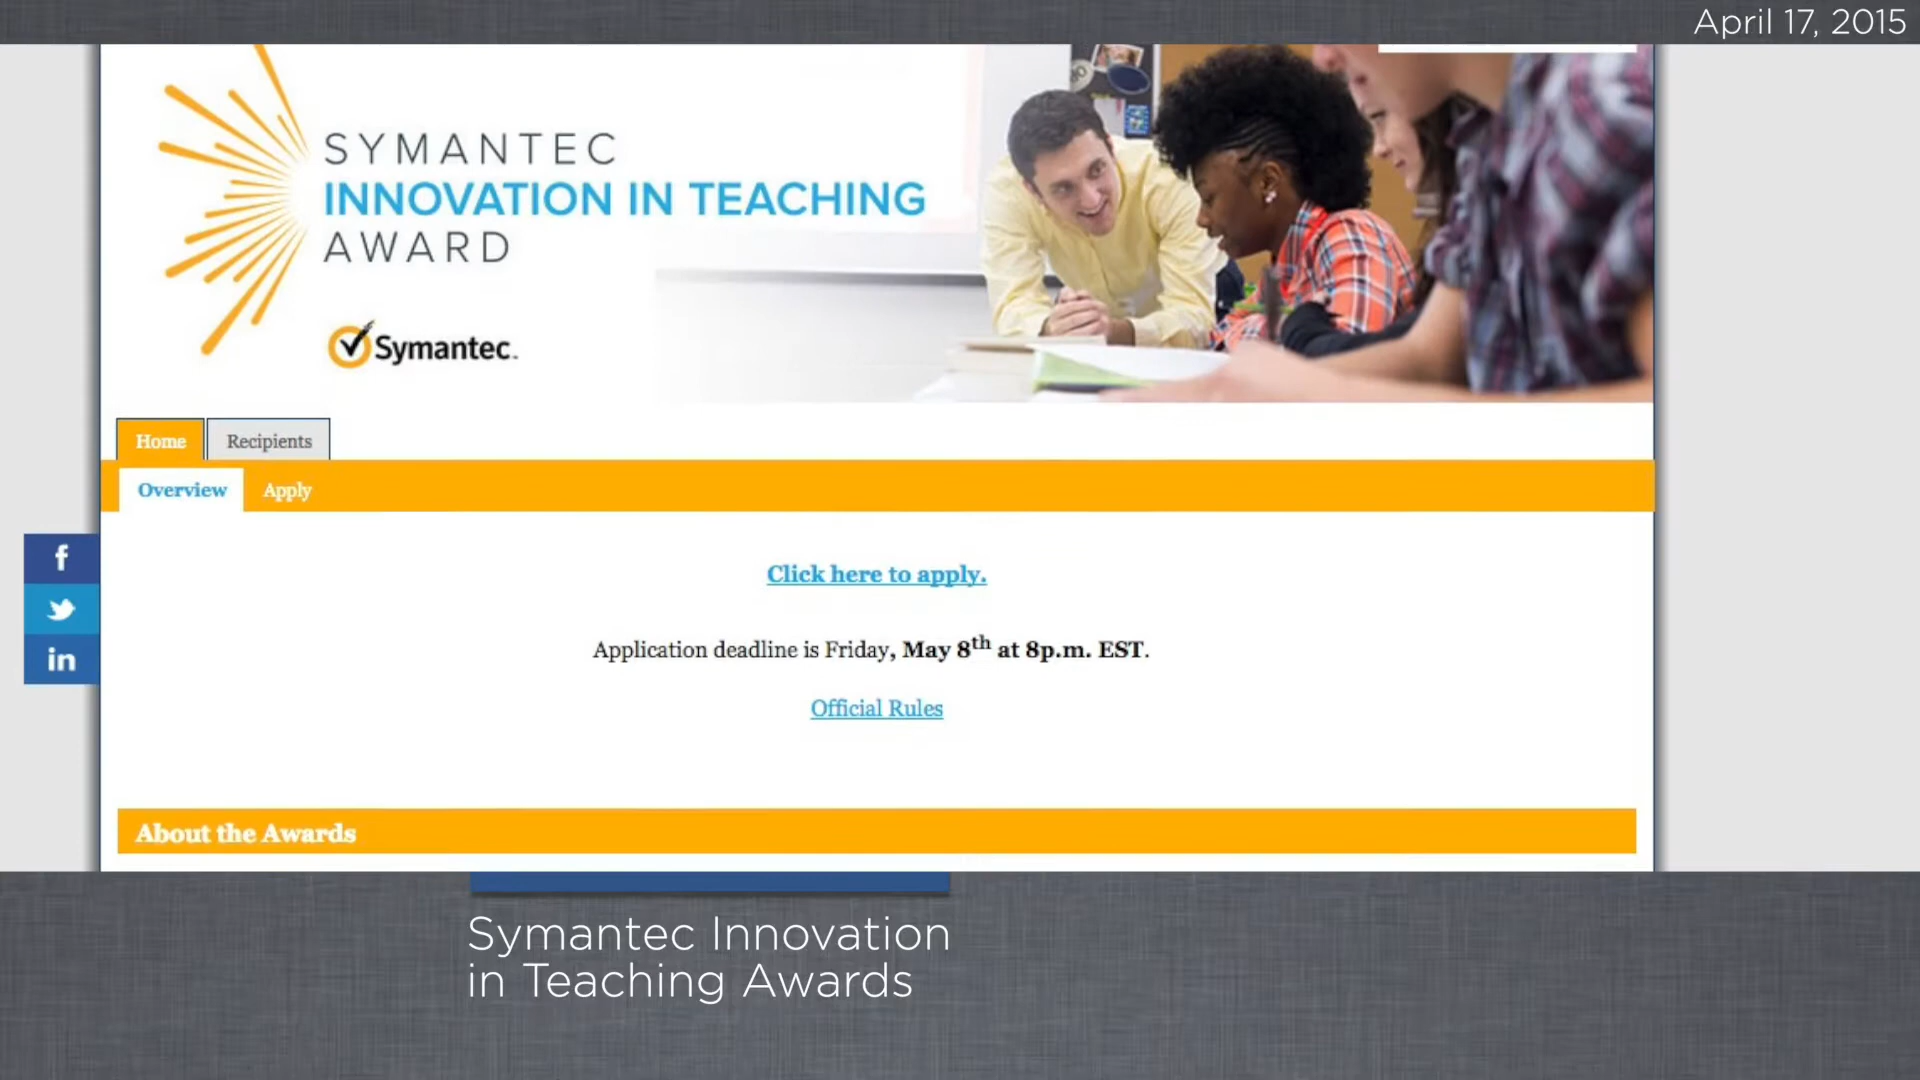 April 17, 2015
SYMANTEC
INNOVATION IN TEACHING
AWARD
Symantec.
Home
Recipients
Overview
Apply
f
in
Click here to apply.
Application deadline is Friday, May 8th at 8p.m. EST.
Official Rules
About the Awards
Symantec Innovation
in Teaching Awards